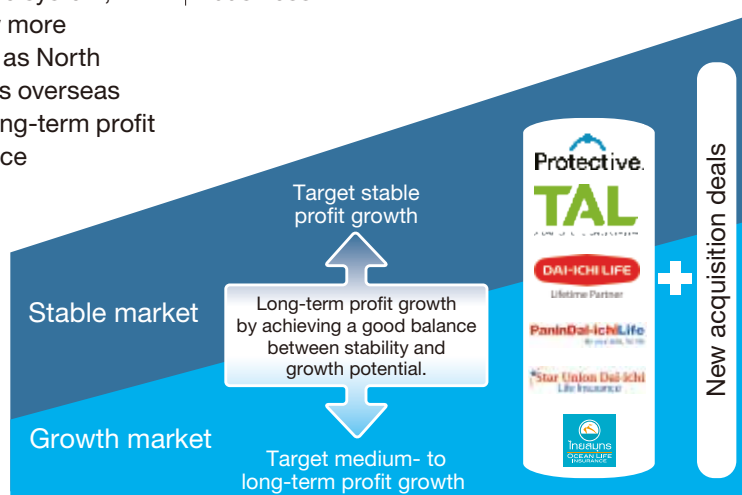 r more
as North
s overseas
ng-term profit
ce
Target stable
profit growth
Stable market
Long-term profit growth
by achieving a good balance
between stability and
growth potential.
Growth market
Target medium- to
long-term profit growth
Protective.
TAL
DAI-ICHI LIFE
Lifetime Partner
PaninDai-ichiLife
Star Union Dai-ichi
Life Insurance
ไทยสมุทร
OCEAN LIFE
INSURANCE
+
New acquisition deals